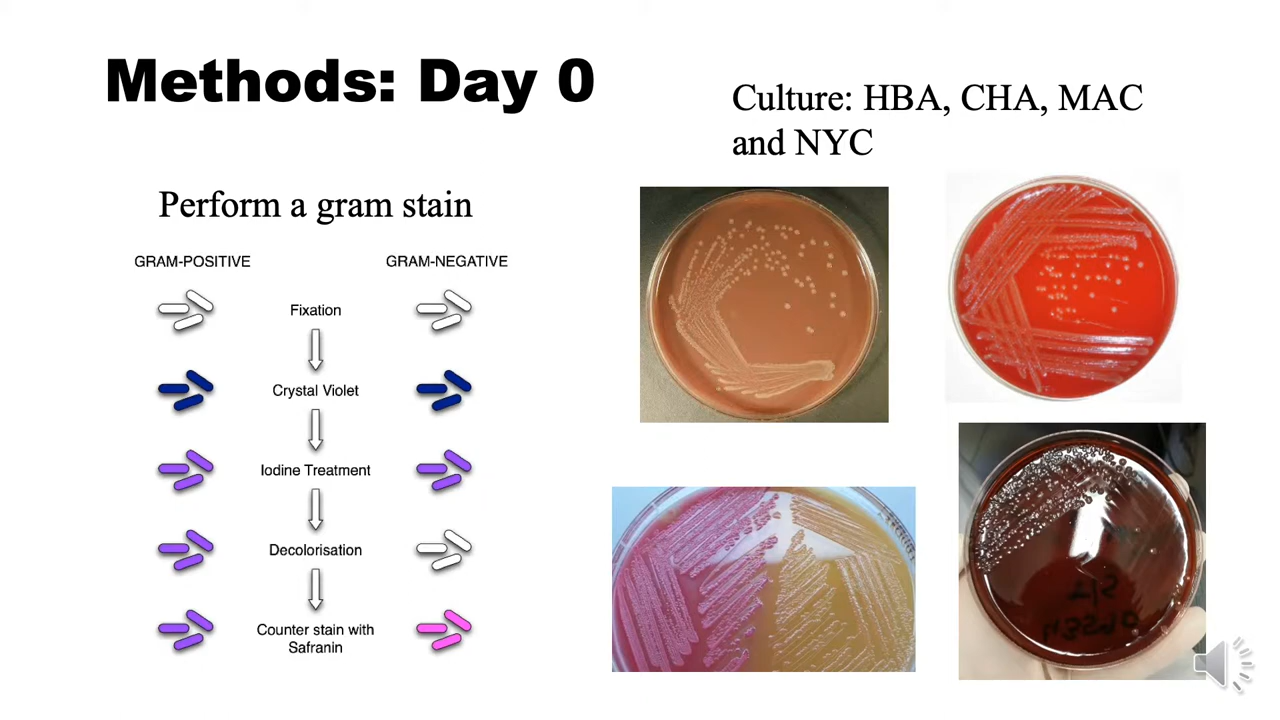 Methods: Day 0
Culture: HBA, CHA, MAC
and NYC
Perform a gram stain
GRAM-POSITIVE
GRAM-NEGATIVE
Fixation
Crystal Violet
Iodine Treatment
Decolorisation
Counter stain with
Safranin